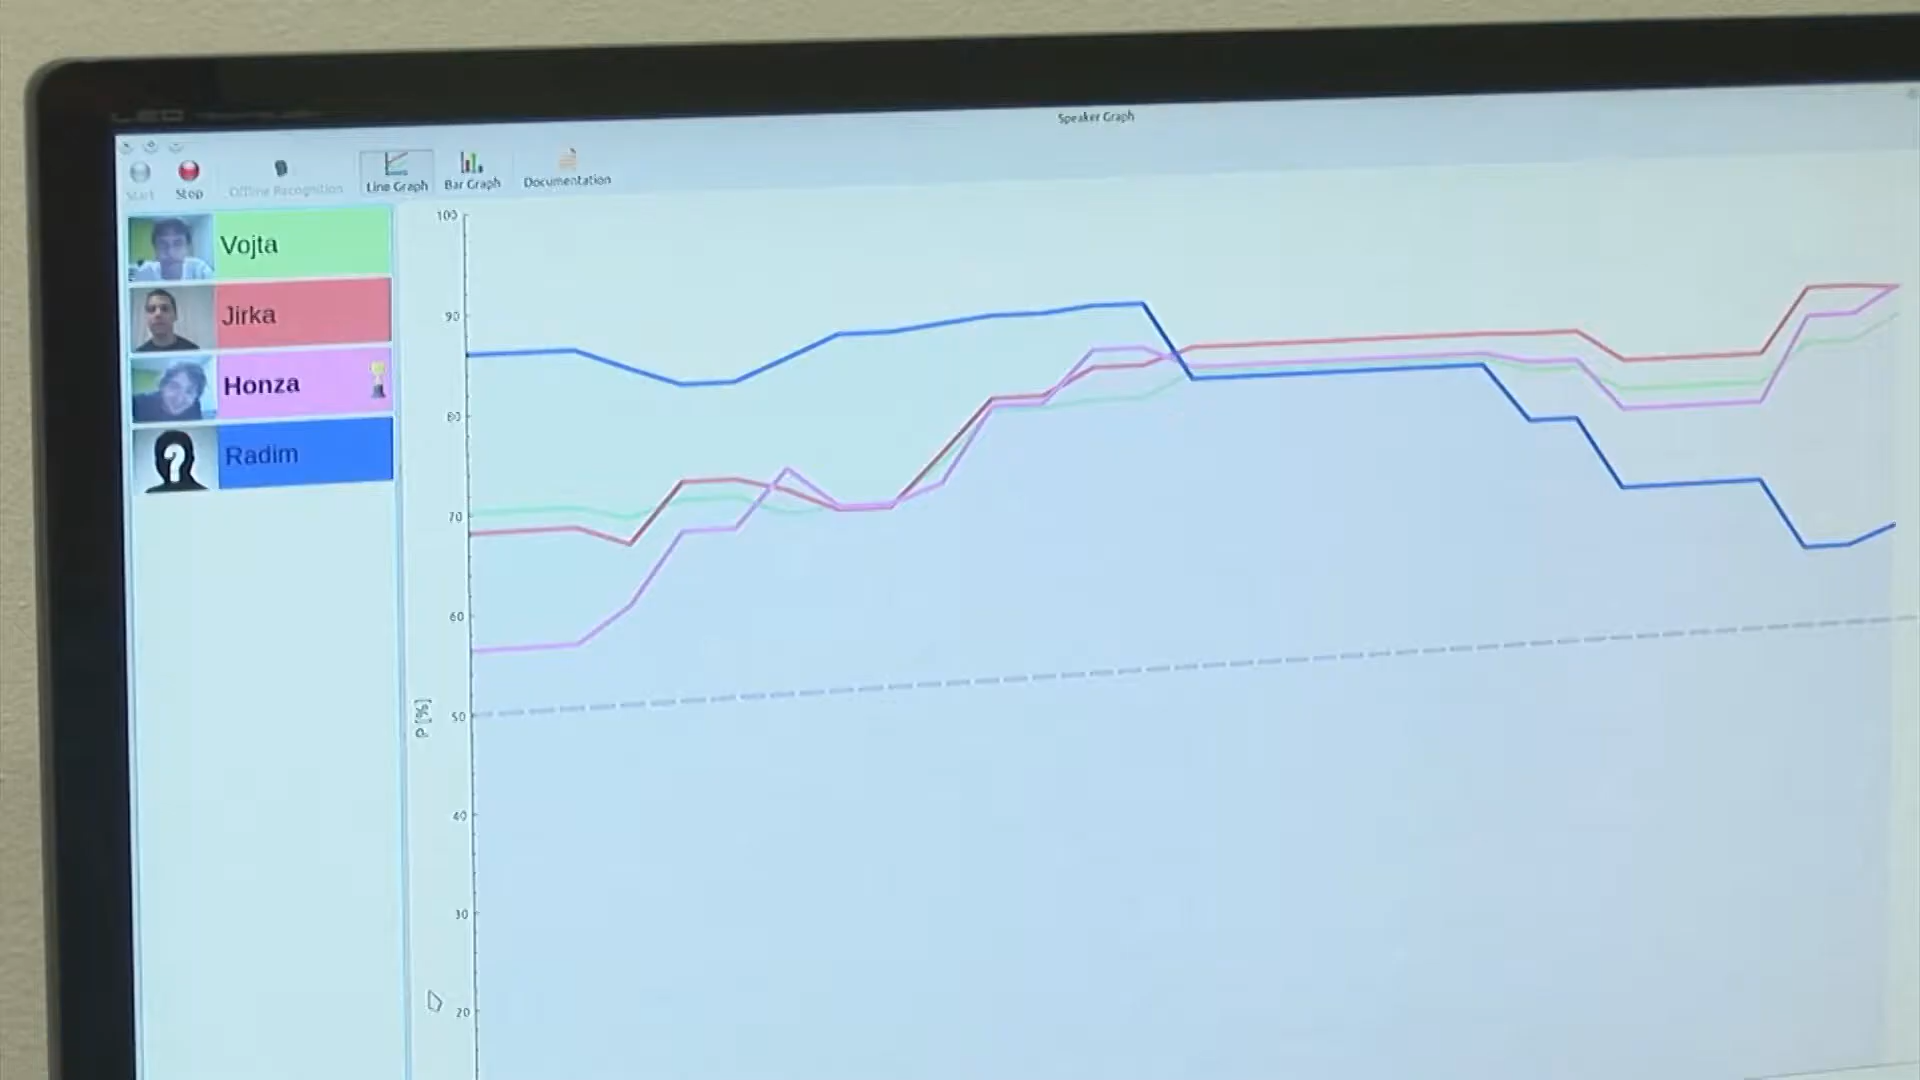 Speaker Graph
Start Stop Offline Recognition Line Graph Bar Graph Documentation
Vojta
Jirka
Honza
Radim
100
90
80
70
60
50
40
30
20
P [%]